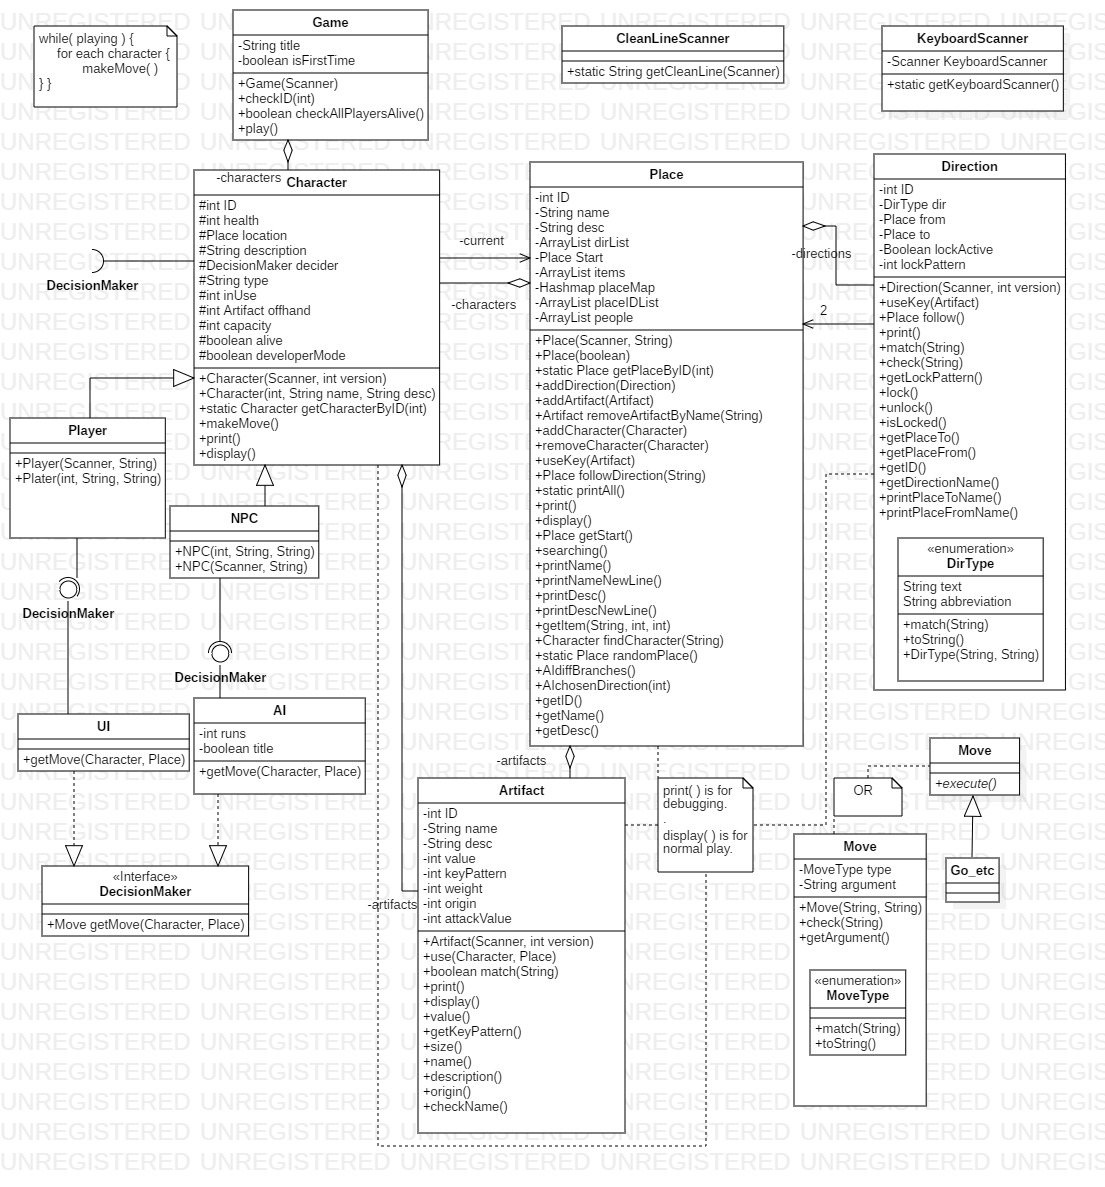 while( playing ) {
for each character {
makeMove( )
} }
Game
-String title
-boolean isFirstTime
+Game(Scanner)
+checkID(int)
+boolean checkAllPlayersAlive()
+play()
CleanLineScanner
+static String getCleanLine(Scanner)
KeyboardScanner
-Scanner KeyboardScanner
+static getKeyboardScanner()
-characters
Character
#int ID
#int health
#Place location
#String description
#DecisionMaker decider
#String type
#int inUse
#int Artifact offhand
#int capacity
#boolean alive
#boolean developerMode
+Character(Scanner, int version)
+Character(int, String name, String desc)
+static Character getCharacterByID(int)
+makeMove()
+print()
+display()
DecisionMaker
-current
-characters
Place
-int ID
-String name
-String desc
-ArrayList dirList
-Place Start
-ArrayList items
-Hashmap placeMap
-ArrayList placeIDList
-ArrayList people
+Place(Scanner, String)
+Place(boolean)
+static Place getPlaceByID(int)
+addDirection(Direction)
+addArtifact(Artifact)
+Artifact removeArtifactByName(String)
+addCharacter(Character)
+removeCharacter(Character)
+useKey(Artifact)
+Place followDirection(String)
+static printAll()
+print()
+display()
+Place getStart()
+searching()
+printName()
+printNameNewLine()
+printDesc()
+printDescNewLine()
+getItem(String, int, int)
+Character findCharacter(String)
+static Place randomPlace()
+AIdiffBranches()
+AIchosenDirection(int)
+getID()
+getName()
+getDesc()
-directions
2
Direction
-int ID
-DirType dir
-Place from
-Place to
-Boolean lockActive
-int lockPattern
+Direction(Scanner, int version)
+useKey(Artifact)
+Place follow()
+print()
+match(String)
+check(String)
+getLockPattern()
+lock()
+unlock()
+isLocked()
+getPlaceTo()
+getPlaceFrom()
+getID()
+getDirectionName()
+printPlaceToName()
+printPlaceFromName()
«enumeration»
DirType
String text
String abbreviation
+match(String)
+toString()
+DirType(String, String)
Player
+Player(Scanner, String)
+Plater(int, String, String)
NPC
+NPC(int, String, String)
+NPC(Scanner, String)
DecisionMaker
DecisionMaker
UI
+getMove(Character, Place)
AI
-int runs
-boolean title
+getMove(Character, Place)
«Interface»
DecisionMaker
+Move getMove(Character, Place)
-artifacts
-artifacts
Artifact
-int ID
-String name
-String desc
-int value
-int keyPattern
-int weight
-int origin
-int attackValue
+Artifact(Scanner, int version)
+use(Character, Place)
+boolean match(String)
+print()
+display()
+value()
+getKeyPattern()
+size()
+name()
+description()
+origin()
+checkName()
print( ) is for
debugging.
.
display( ) is for
normal play.
OR
Move
+execute()
Go_etc
Move
-MoveType type
-String argument
+Move(String, String)
+check(String)
+getArgument()
«enumeration»
MoveType
+match(String)
+toString()
UNREGISTERED